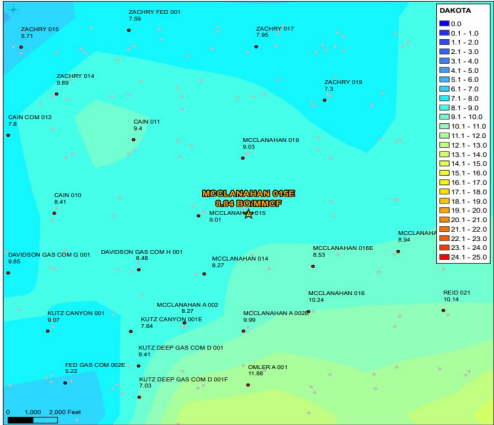 ZACHRY FED 001
7.59
ZACHRY 015
5.71
ZACHRY 017
7.95
ZACHRY 014
9.69
ZACHRY 019
7.3
CAIN COM 012
7.8
CAIN 011
9.4
MCCLANAHAN 019
9.03
MCCLANAHAN 015E
8.84 BO/MMCF
CAIN 010
8.41
MCCLANAHAN 015
9.01
MCCLANAHA
8.94
DAVIDSON GAS COM G 001
9.85
DAVIDSON GAS COM H 001
8.48
MCCLANAHAN 014
8.27
MCCLANAHAN 016E
8.53
MCCLANAHAN 016
10.24
REID 021
10.14
MCCLANAHAN A 002
8.27
KUTZ CANYON 001
9.07
KUTZ CANYON 001E
7.84
MCCLANAHAN A 002E
9.99
KUTZ DEEP GAS COM D 001
9.41
FED GAS COM 002E
5.22
OMLER A 001
11.88
KUTZ DEEP GAS COM D 001F
7.03
0 1,000 2,000 Feet
DAKOTA
0.0
0.1 - 1.0
1.1 - 2.0
2.1 - 3.0
3.1 - 4.0
4.1 - 5.0
5.1 - 6.0
6.1 - 7.0
7.1 - 8.0
8.1 - 9.0
9.1 - 10.0
10.1 - 11.0
11.1 - 12.0
12.1 - 13.0
13.1 - 14.0
14.1 - 15.0
15.1 - 16.0
16.1 - 17.0
17.1 - 18.0
18.1 - 19.0
19.1 - 20.0
20.1 - 21.0
21.1 - 22.0
22.1 - 23.0
23.1 - 24.0
24.1 - 25.0